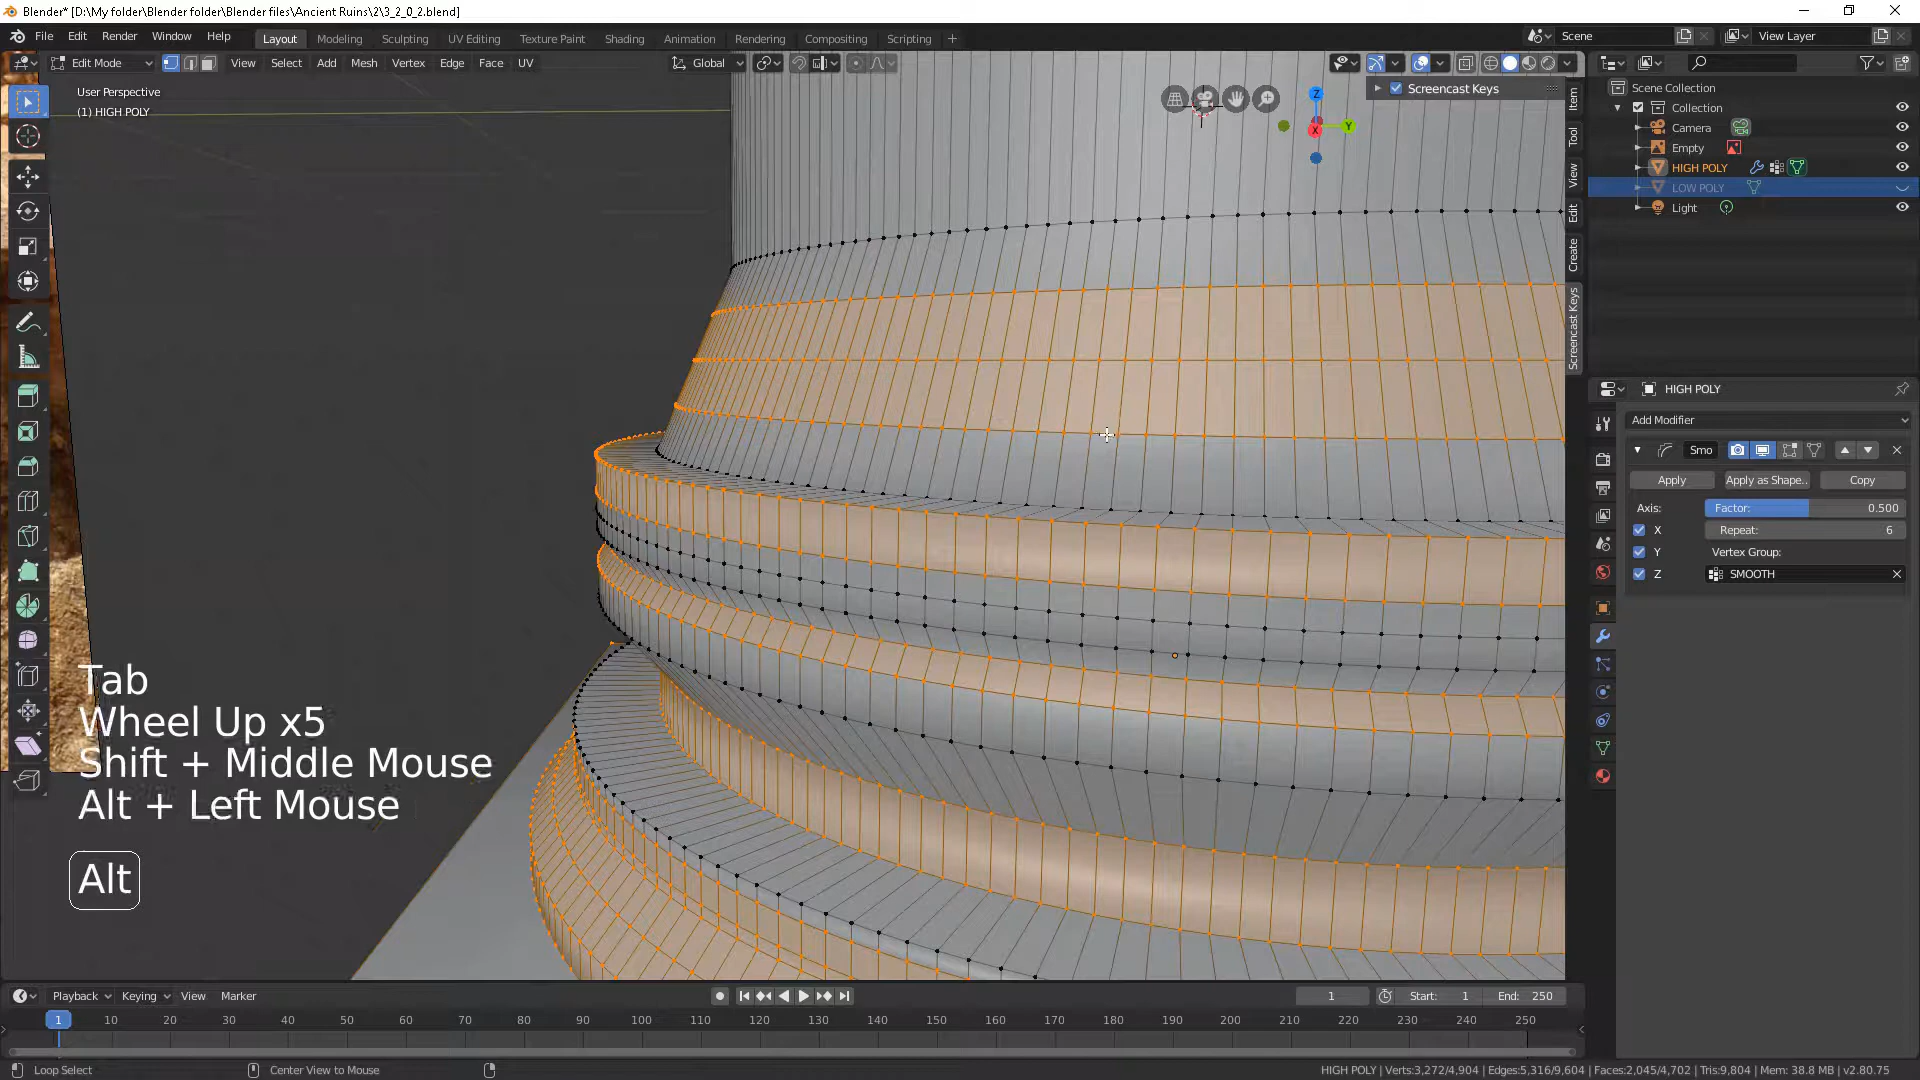 Blender* [D:\My folder\Blender folder\Blender files\Ancient Ruins\2\3_2_0_2.blend]
File Edit Render Window Help Layout Modeling Sculpting UV Editing Texture Paint Shading Animation Rendering Compositing Scripting + Scene View Layer
Edit Mode View Select Add Mesh Vertex Edge Face UV Global
User Perspective
(1) HIGH POLY
Screencast Keys
Z
Y
X
Item
Tool
View
Edit
Create
Screencast Keys
Scene Collection
Collection
Camera
Empty
HIGH POLY
LOW POLY
Light
HIGH POLY
Add Modifier
Smo
Apply Apply as Shape.. Copy
Axis: Factor: 0.500
X Repeat: 6
Y Vertex Group:
Z SMOOTH
Tab
Wheel Up x5
Shift + Middle Mouse
Alt + Left Mouse
Alt
Playback Keying View Marker 1 Start: 1 End: 250
1 10 20 30 40 50 60 70 80 90 100 110 120 130 140 150 160 170 180 190 200 210 220 230 240 250
Loop Select Center View to Mouse HIGH POLY | Verts:3,272/4,904 | Edges:5,316/9,604 | Faces:2,045/4,702 | Tris:9,804 | Mem: 38.8 MB | v2.80.75